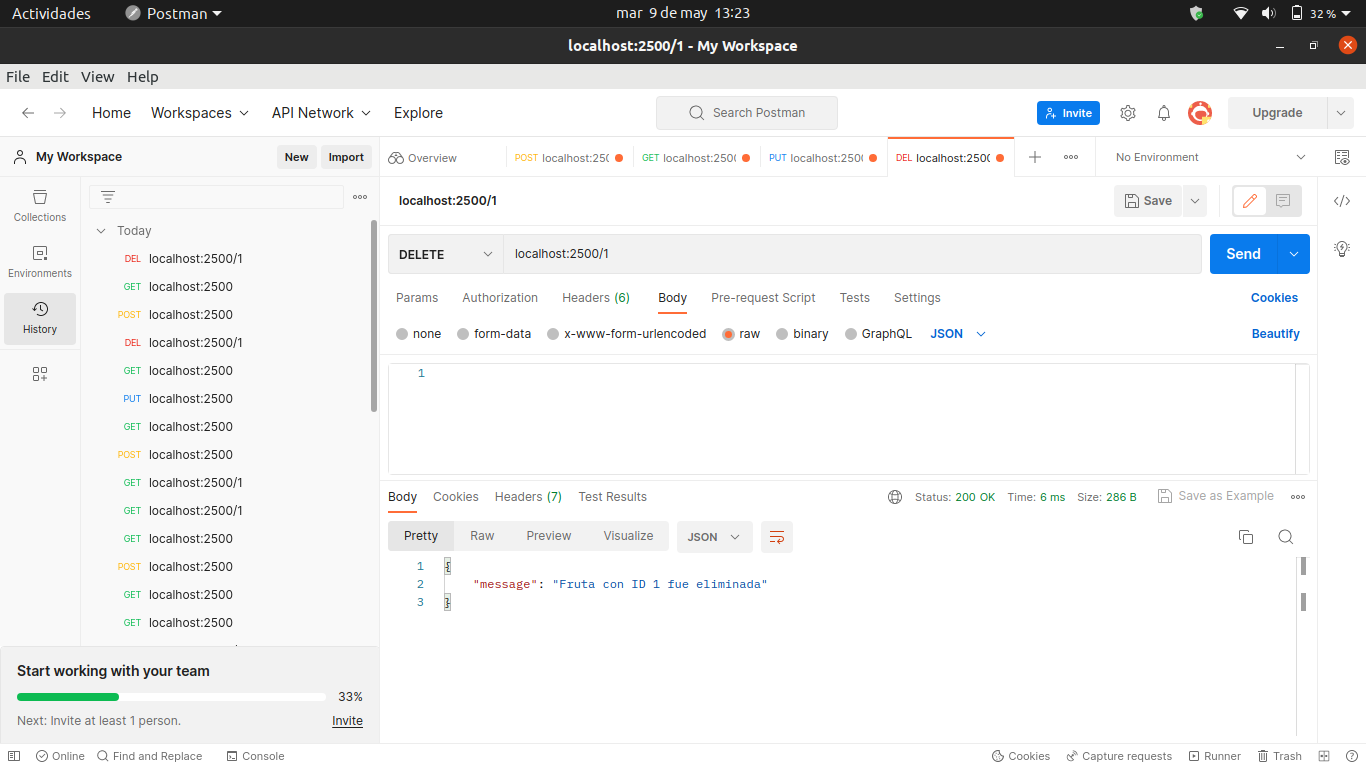 Actividades Postman mar 9 de may 13:23 32 %
localhost:2500/1 - My Workspace
File Edit View Help
Home Workspaces API Network Explore Search Postman Invite Upgrade
My Workspace New Import Overview POST localhost:250 GET localhost:2500 PUT localhost:2500 DEL localhost:2500 No Environment
localhost:2500/1 Save
Collections
Environments
History
Today
DEL localhost:2500/1
GET localhost:2500
POST localhost:2500
DEL localhost:2500/1
GET localhost:2500
PUT localhost:2500
GET localhost:2500
POST localhost:2500
GET localhost:2500/1
GET localhost:2500/1
GET localhost:2500
POST localhost:2500
GET localhost:2500
GET localhost:2500
DELETE localhost:2500/1 Send
Params Authorization Headers (6) Body Pre-request Script Tests Settings Cookies
none form-data x-www-form-urlencoded raw binary GraphQL JSON Beautify
1
Body Cookies Headers (7) Test Results Status: 200 OK Time: 6 ms Size: 286 B Save as Example
Pretty Raw Preview Visualize JSON
1 {
2 "message": "Fruta con ID 1 fue eliminada"
3 }
Start working with your team
33%
Next: Invite at least 1 person. Invite
Online Find and Replace Console Cookies Capture requests Runner Trash